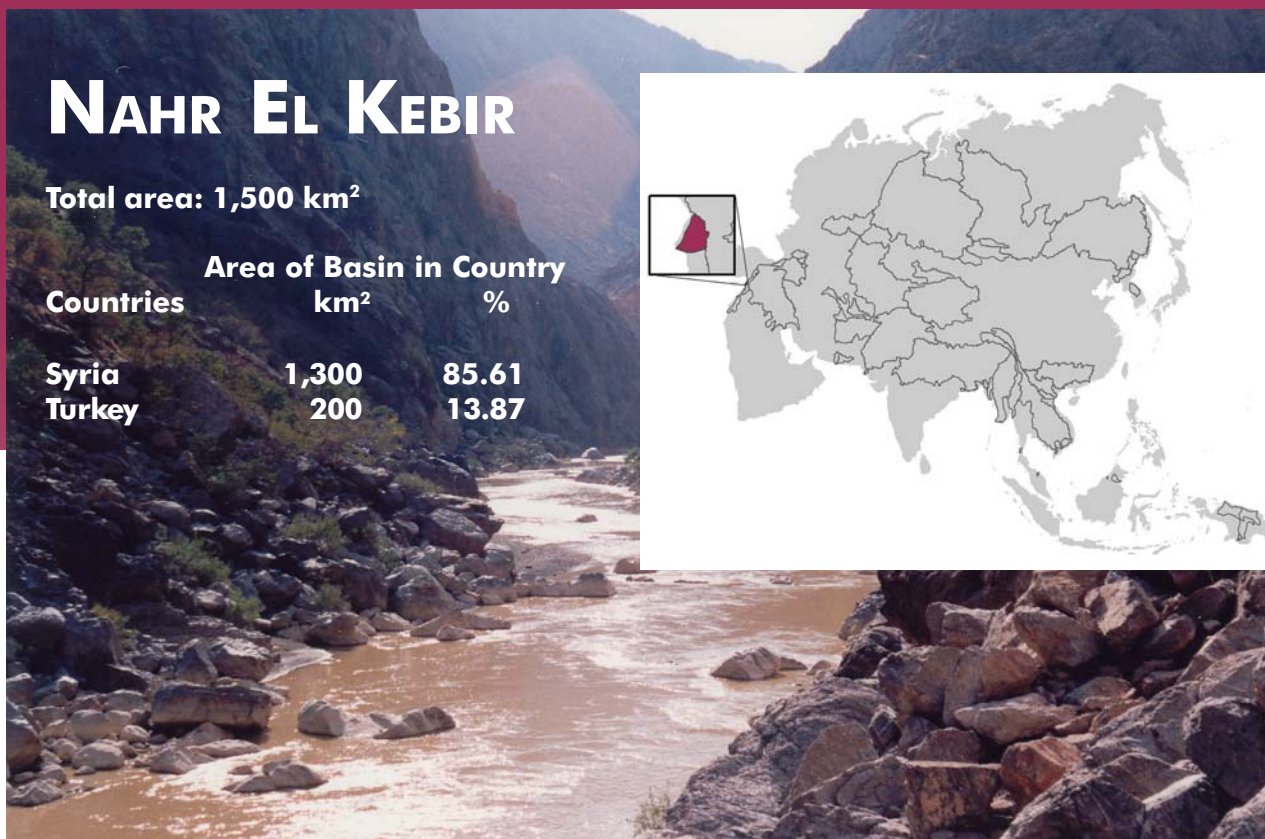 NAHR EL KEBIR
Total area: 1,500 km²
Area of Basin in Country
Countries km² %
Syria 1,300 85.61
Turkey 200 13.87